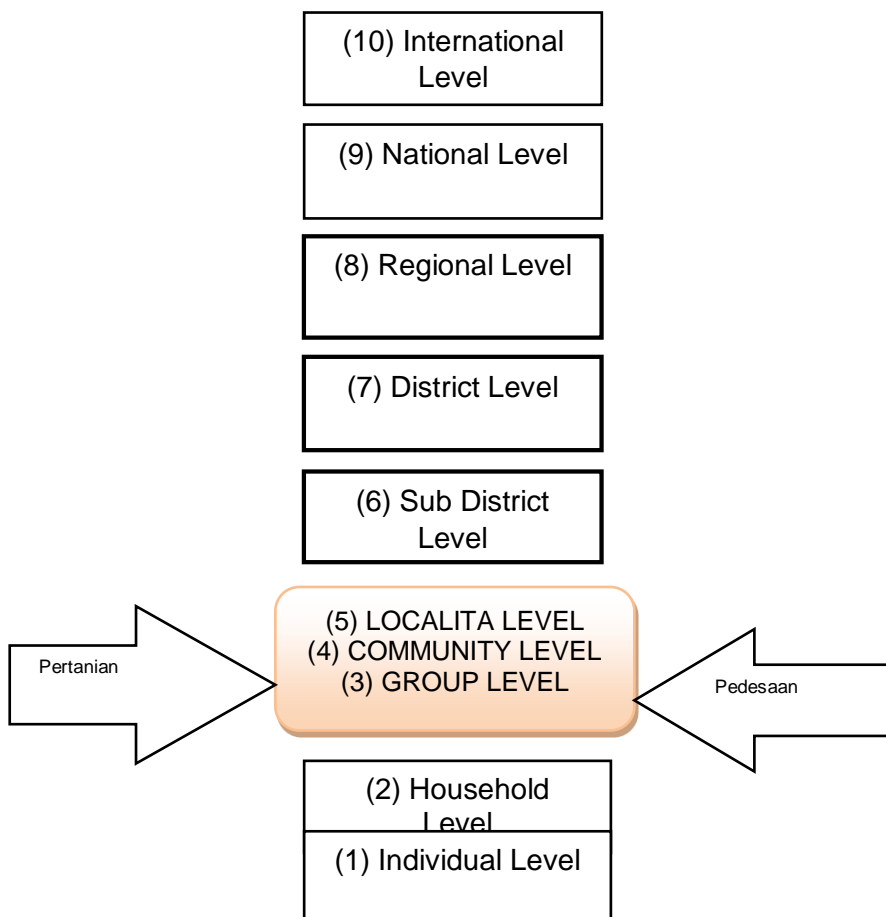 (10) International
Level
(9) National Level
(8) Regional Level
(7) District Level
(6) Sub District
Level
(5) LOCALITA LEVEL
(4) COMMUNITY LEVEL
(3) GROUP LEVEL
Pertanian
Pedesaan
(2) Household
Level
(1) Individual Level